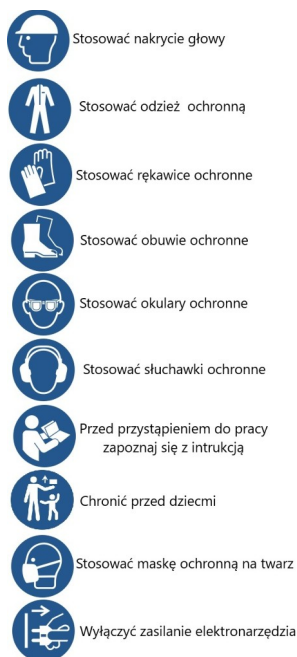 Stosować nakrycie głowy
Stosować odzież ochronną
Stosować rękawice ochronne
Stosować obuwie ochronne
Stosować okulary ochronne
Stosować słuchawki ochronne
Przed przystąpieniem do pracy
zapoznaj się z intrukcją
Chronić przed dziecmi
Stosować maskę ochronną na twarz
Wyłączyć zasilanie elektronarzędzia